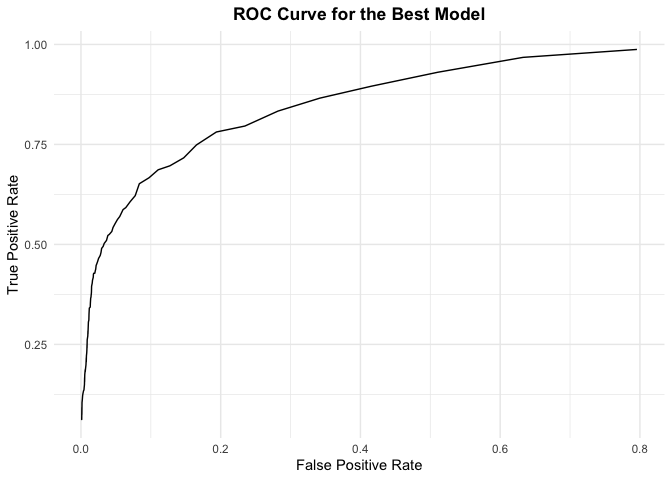 ROC Curve for the Best Model
1.00
0.75
0.50
0.25
True Positive Rate
0.0 0.2 0.4 0.6 0.8
False Positive Rate